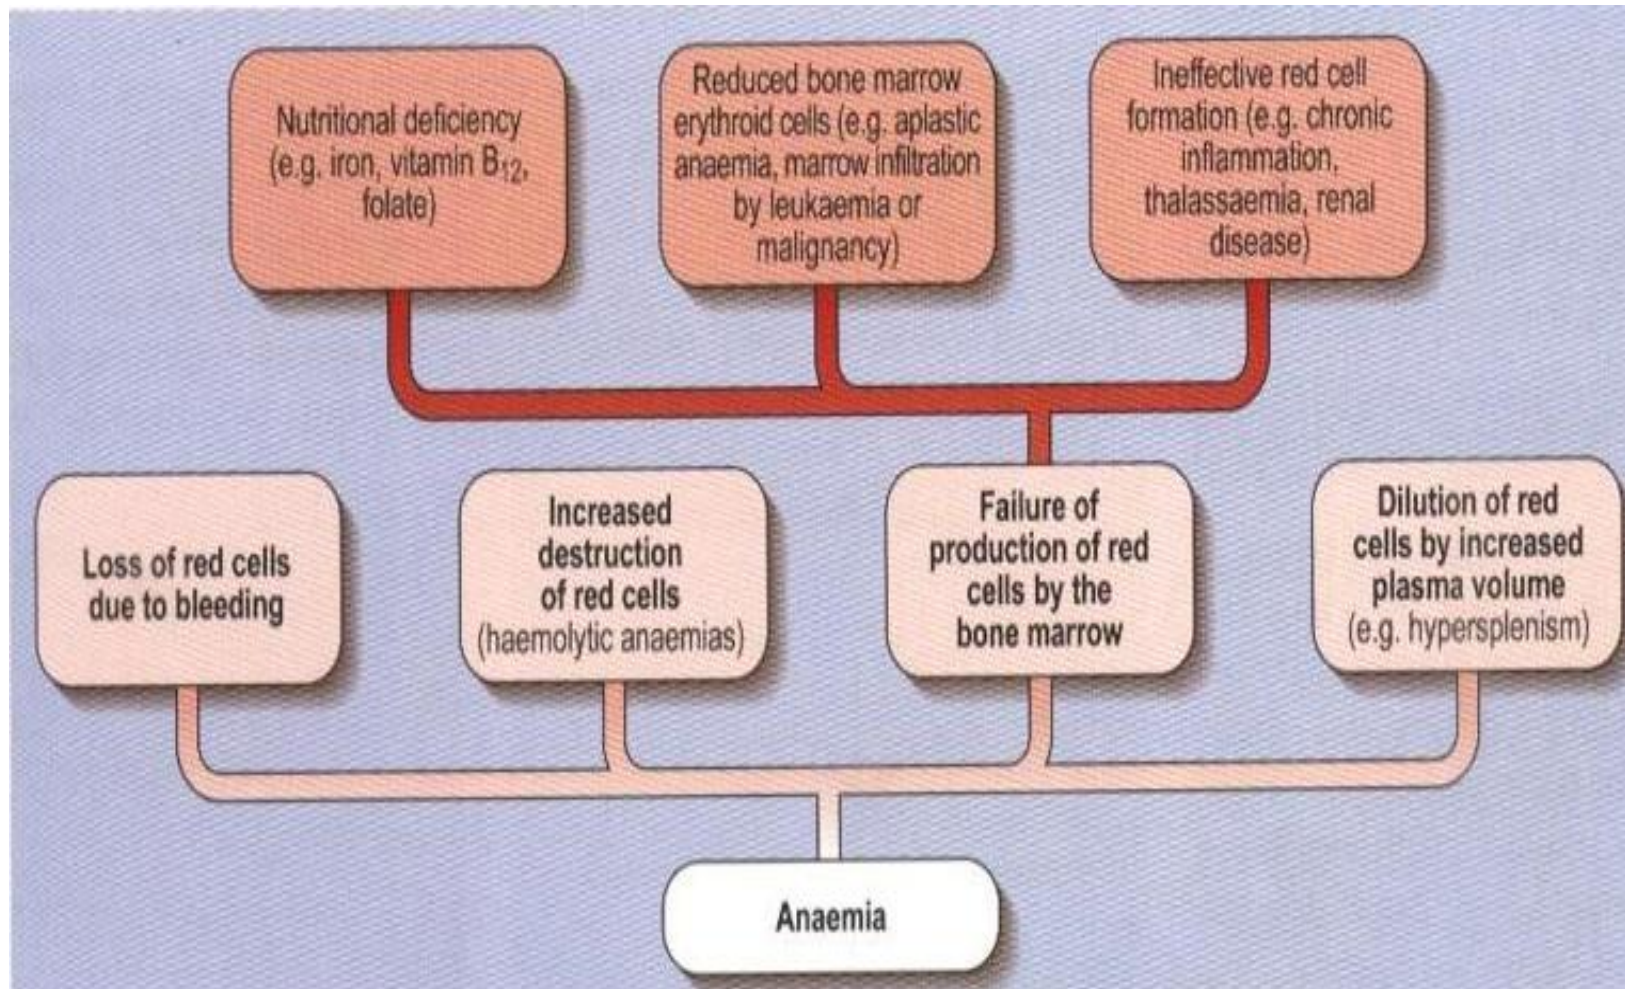 Nutritional deficiency
(e.g. iron, vitamin B₁₂,
folate)
Reduced bone marrow
erythroid cells (e.g. aplastic
anaemia, marrow infiltration
by leukaemia or
malignancy)
Ineffective red cell
formation (e.g. chronic
inflammation,
thalassaemia, renal
disease)
Loss of red cells
due to bleeding
Increased
destruction
of red cells
(haemolytic anaemias)
Failure of
production of red
cells by the
bone marrow
Dilution of red
cells by increased
plasma volume
(e.g. hypersplenism)
Anaemia